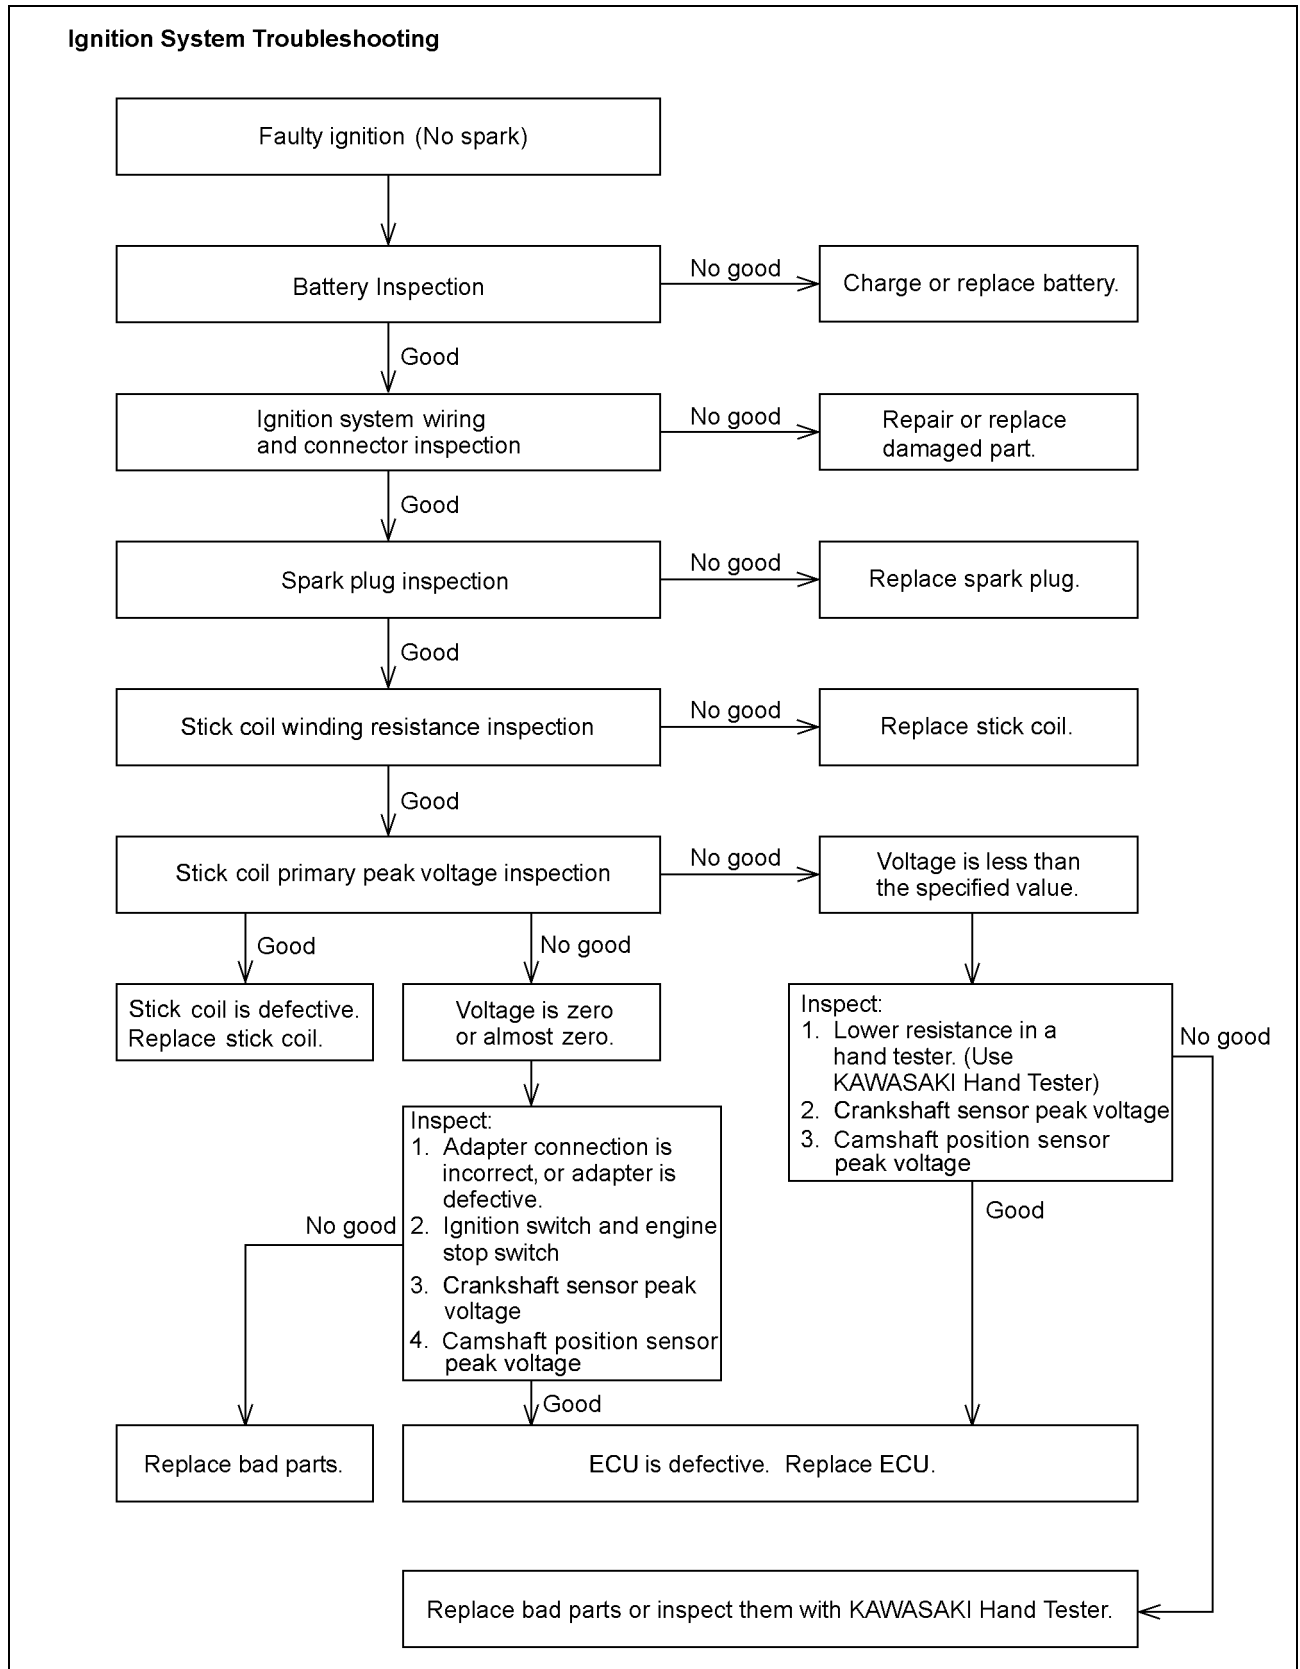 Ignition System Troubleshooting
Faulty ignition (No spark)
Battery Inspection
No good
Charge or replace battery.
Good
Ignition system wiring
and connector inspection
No good
Repair or replace
damaged part.
Good
Spark plug inspection
No good
Replace spark plug.
Good
Stick coil winding resistance inspection
No good
Replace stick coil.
Good
Stick coil primary peak voltage inspection
No good
Voltage is less than
the specified value.
Good
No good
Stick coil is defective.
Replace stick coil.
Voltage is zero
or almost zero.
Inspect:
1. Lower resistance in a
hand tester. (Use
KAWASAKI Hand Tester)
2. Crankshaft sensor peak voltage
3. Camshaft position sensor
peak voltage
No good
Good
Inspect:
1. Adapter connection is
incorrect, or adapter is
defective.
2. Ignition switch and engine
stop switch
3. Crankshaft sensor peak
voltage
4. Camshaft position sensor
peak voltage
No good
Good
Replace bad parts.
ECU is defective. Replace ECU.
Replace bad parts or inspect them with KAWASAKI Hand Tester.